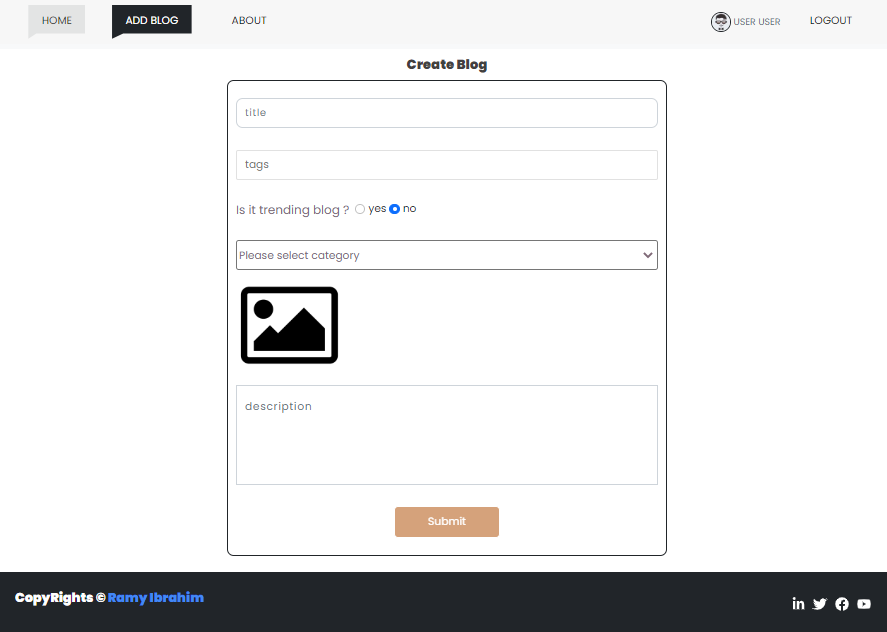 HOME ADD BLOG ABOUT USER USER LOGOUT
Create Blog
title
tags
Is it trending blog ? yes no
Please select category
description
Submit
CopyRights © Ramy Ibrahim